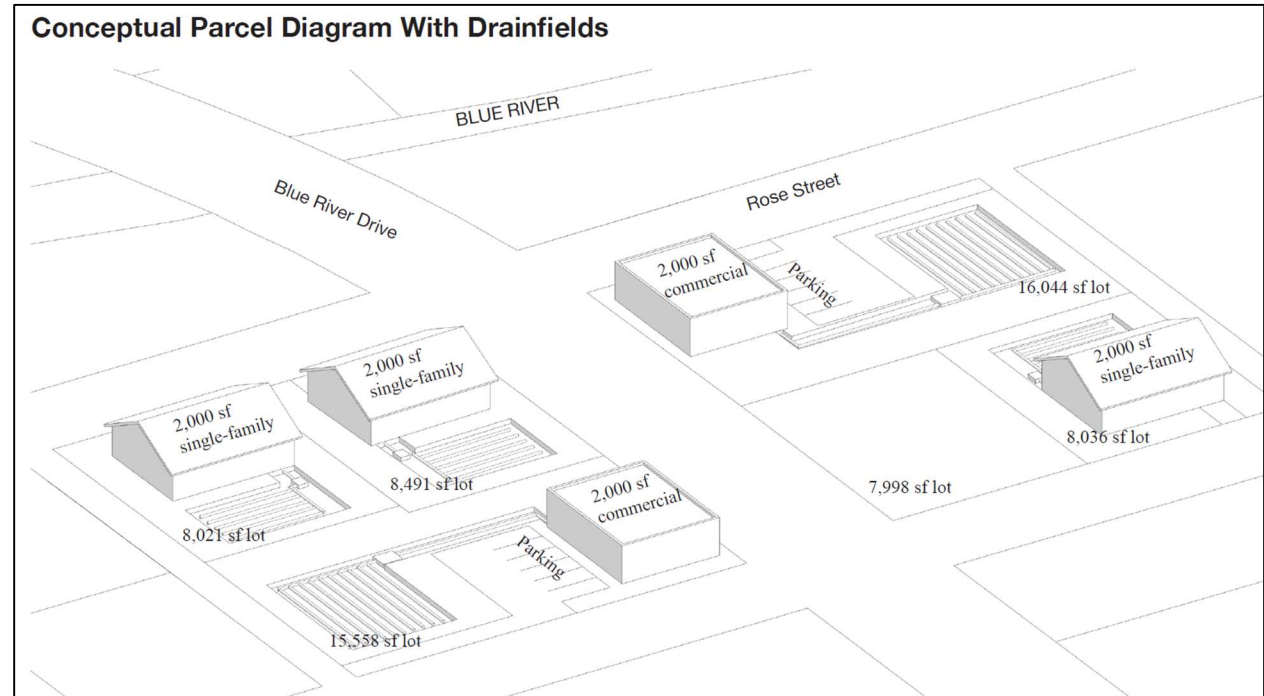 Conceptual Parcel Diagram With Drainfields
BLUE RIVER
Blue River Drive
Rose Street
2,000 sf
commercial
Parking
16,044 sf lot
2,000 sf
single-family
2,000 sf
single-family
2,000 sf
single-family
8,036 sf lot
8,491 sf lot
7,998 sf lot
2,000 sf
commercial
8,021 sf lot
Parking
15,558 sf lot